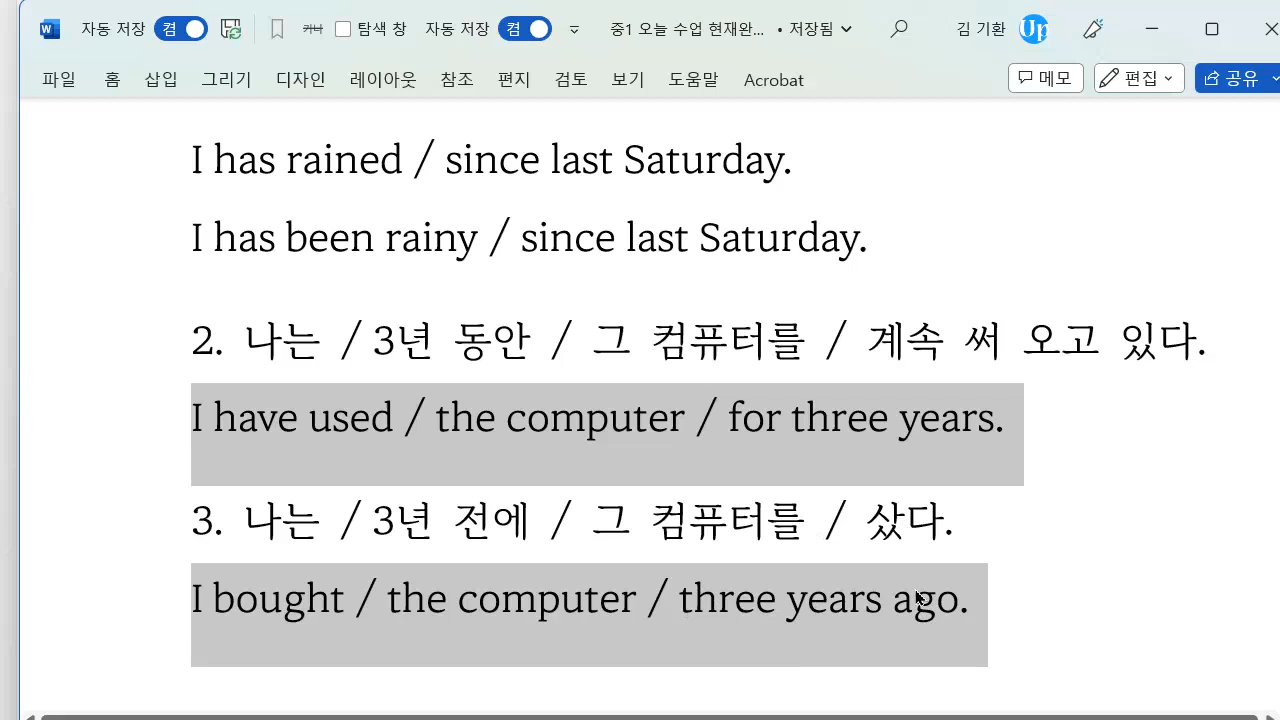 자동 저장 켬 가나 탐색 창 자동 저장 켬 중1 오늘 수업 현재완... • 저장됨 김 기환 Up
파일 홈 삽입 그리기 디자인 레이아웃 참조 편지 검토 보기 도움말 Acrobat 메모 편집 공유
I has rained / since last Saturday.
I has been rainy / since last Saturday.
2. 나는 / 3년 동안 / 그 컴퓨터를 / 계속 써 오고 있다.
I have used / the computer / for three years.
3. 나는 / 3년 전에 / 그 컴퓨터를 / 샀다.
I bought / the computer / three years ago.